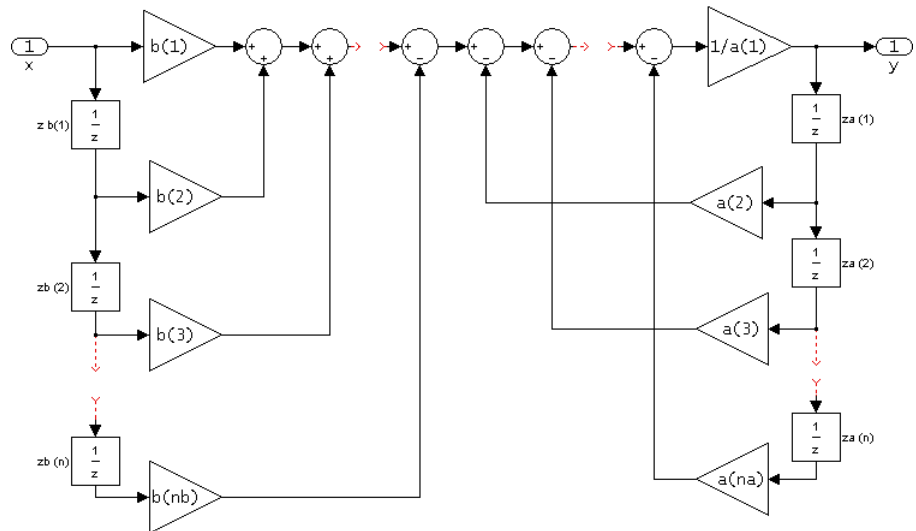 1
x
b(1)
+
+
+
+
+
-
+
-
+
-
+
-
1/a(1)
1
y
z b(1)
1
z
za (1)
1
z
b(2)
a(2)
zb (2)
1
z
za (2)
1
z
b(3)
a(3)
zb (n)
1
z
za (n)
1
z
b(nb)
a(na)